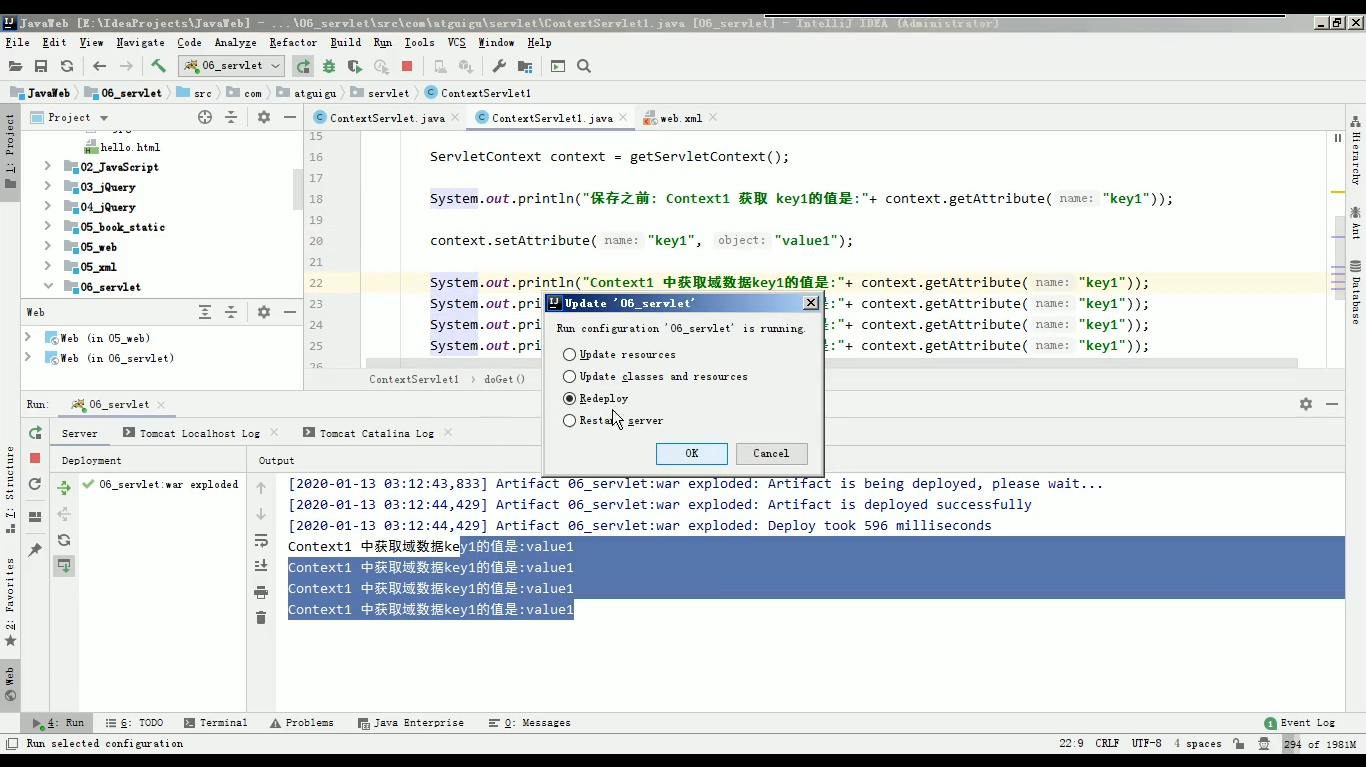 JavaWeb [E:\IdeaProjects\JavaWeb] - ...\06_servlet\src\com\atguigu\servlet\ContextServlet1.java [06_servlet] - IntelliJ IDEA (Administrator)
File Edit View Navigate Code Analyze Refactor Build Run Tools VCS Window Help
06_servlet
JavaWeb 06_servlet src com atguigu servlet ContextServlet1
Project ContextServlet.java ContextServlet1.java web.xml
1: Project
hello.html
02_JavaScript
03_jQuery
04_jQuery
05_book_static
05_web
05_xml
06_servlet
Web
Web (in 05_web)
Web (in 06_servlet)
15
16 ServletContext context = getServletContext();
17
18 System.out.println("保存之前: Context1 获取 key1的值是:"+ context.getAttribute( name: "key1"));
19
20 context.setAttribute( name: "key1", object: "value1");
21
22 System.out.println("Context1 中获取域数据key1的值是:"+ context.getAttribute( name: "key1"));
23 System.out.pri :"+ context.getAttribute( name: "key1"));
24 System.out.pri :"+ context.getAttribute( name: "key1"));
25 System.out.pri :"+ context.getAttribute( name: "key1"));
26
ContextServlet1 › doGet()
Hierarchy
Ant
Database
Update '06_servlet'
Run configuration '06_servlet' is running.
Update resources
Update classes and resources
Redeploy
Restart server
OK Cancel
Run: 06_servlet
Server Tomcat Localhost Log Tomcat Catalina Log
Deployment Output
06_servlet:war exploded
[2020-01-13 03:12:43,833] Artifact 06_servlet:war exploded: Artifact is being deployed, please wait...
[2020-01-13 03:12:44,429] Artifact 06_servlet:war exploded: Artifact is deployed successfully
[2020-01-13 03:12:44,429] Artifact 06_servlet:war exploded: Deploy took 596 milliseconds
Context1 中获取域数据key1的值是:value1
Context1 中获取域数据key1的值是:value1
Context1 中获取域数据key1的值是:value1
Context1 中获取域数据key1的值是:value1
7: Structure
2: Favorites
Web
4: Run 6: TODO Terminal Problems Java Enterprise 0: Messages 1 Event Log
Run selected configuration 22:9 CRLF UTF-8 4 spaces 294 of 1981M